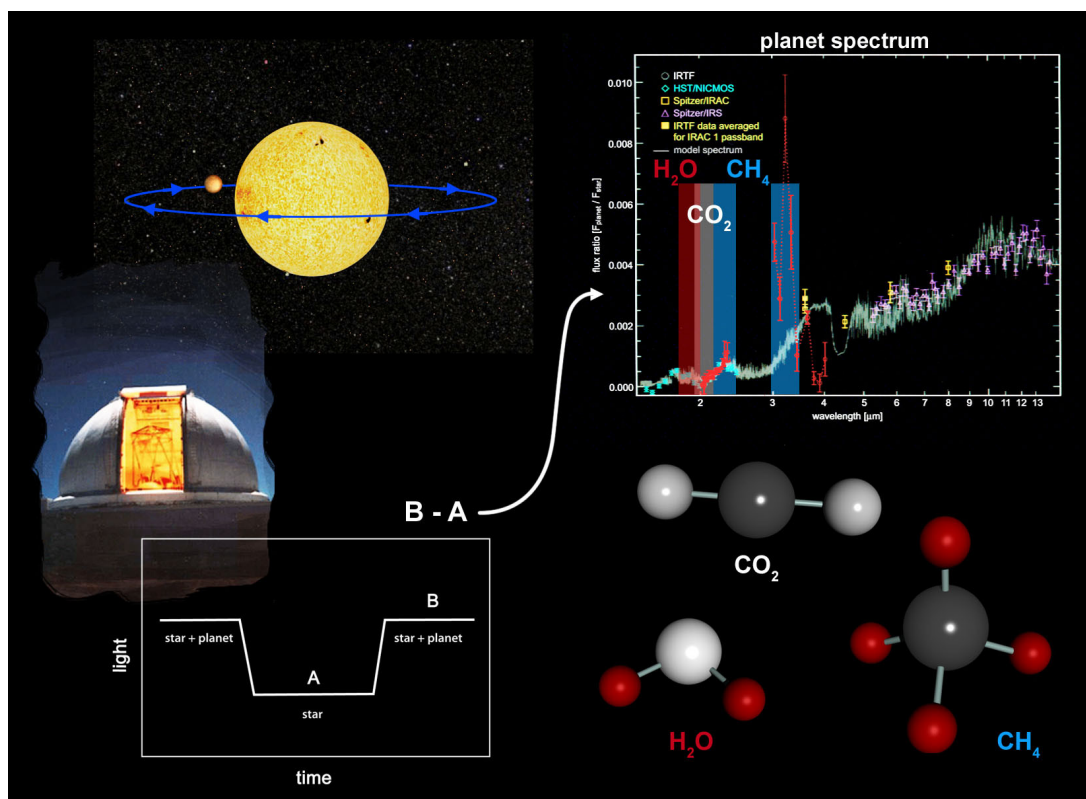 planet spectrum
0.010
0.008
0.006
0.004
0.002
0.000
flux ratio [F planet / F star]
IRTF
HST/NICMOS
Spitzer/IRAC
Spitzer/IRS
IRTF data averaged
for IRAC 1 passband
model spectrum
H₂O
CH₄
CO₂
2 3 4 5 6 7 8 9 10 11 12 13
wavelength [μm]
B - A
CO₂
H₂O
CH₄
light
B
star + planet
star + planet
A
star
time